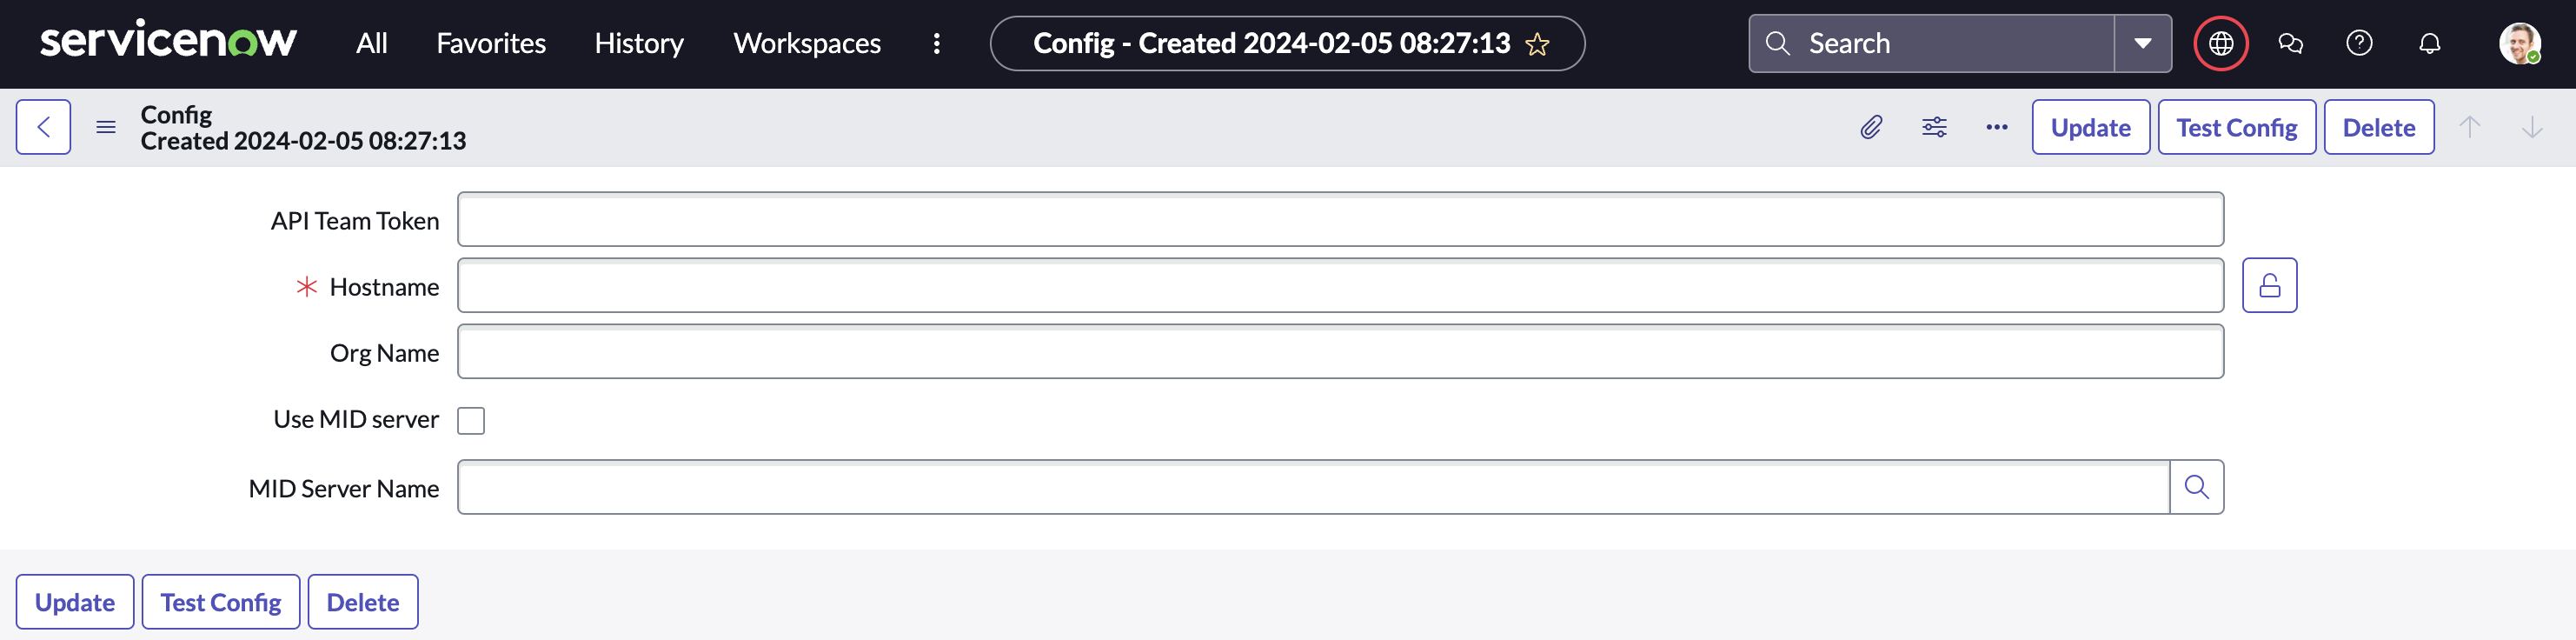 servicenow All Favorites History Workspaces Config - Created 2024-02-05 08:27:13 Search
Config
Created 2024-02-05 08:27:13
Update Test Config Delete
API Team Token
* Hostname
Org Name
Use MID server
MID Server Name
Update Test Config Delete